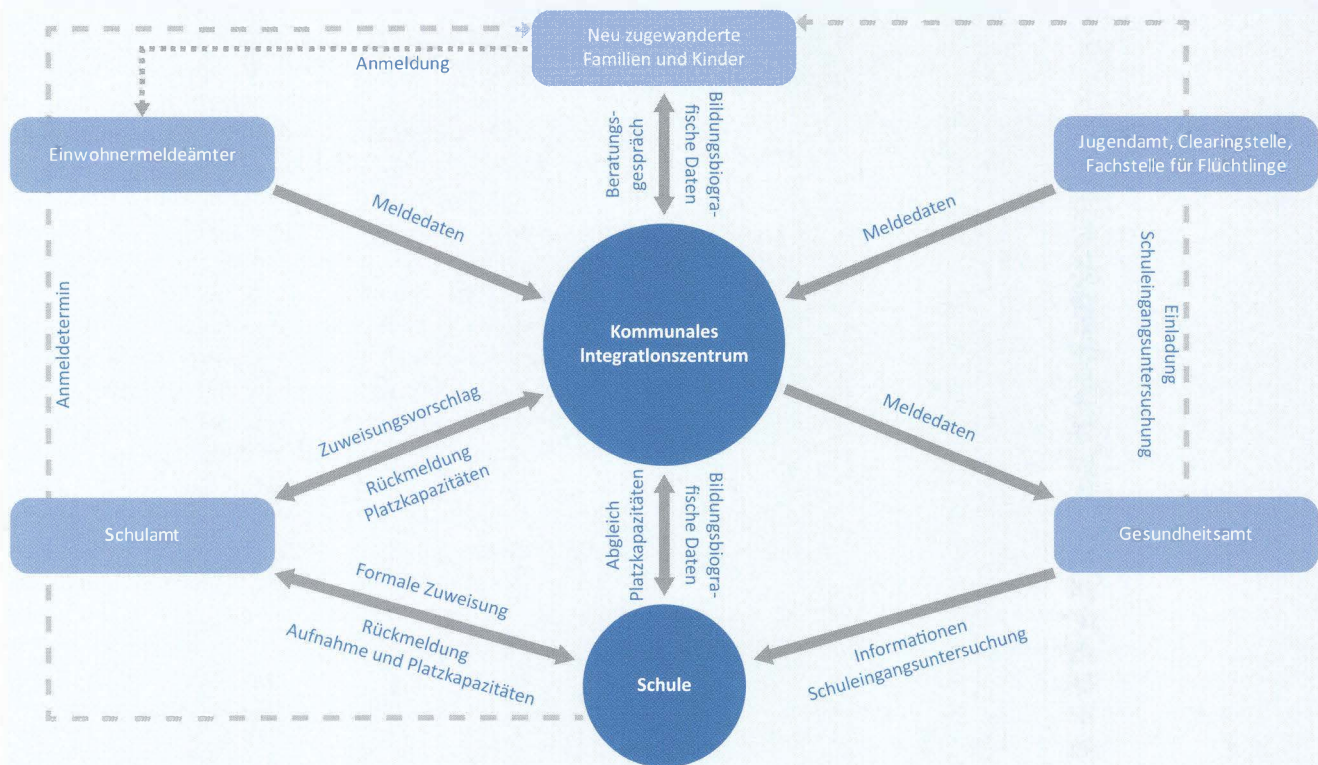 Neu zugewanderte
Familien und Kinder
Anmeldung
Einwohnermeldeämter
Jugendamt, Clearingstelle,
Fachstelle für Flüchtlinge
Beratungs-
gespräch
Bildungsbiogra-
fische Daten
Meldedaten
Meldedaten
Anmeldetermin
Einladung
Schuleingangsuntersuchung
Kommunales
Integrationszentrum
Zuweisungsvorschlag
Rückmeldung
Platzkapazitäten
Meldedaten
Abgleich
Platzkapazitäten
Bildungsbiogra-
fische Daten
Schulamt
Gesundheitsamt
Formale Zuweisung
Rückmeldung
Aufnahme und Platzkapazitäten
Informationen
Schuleingangsuntersuchung
Schule